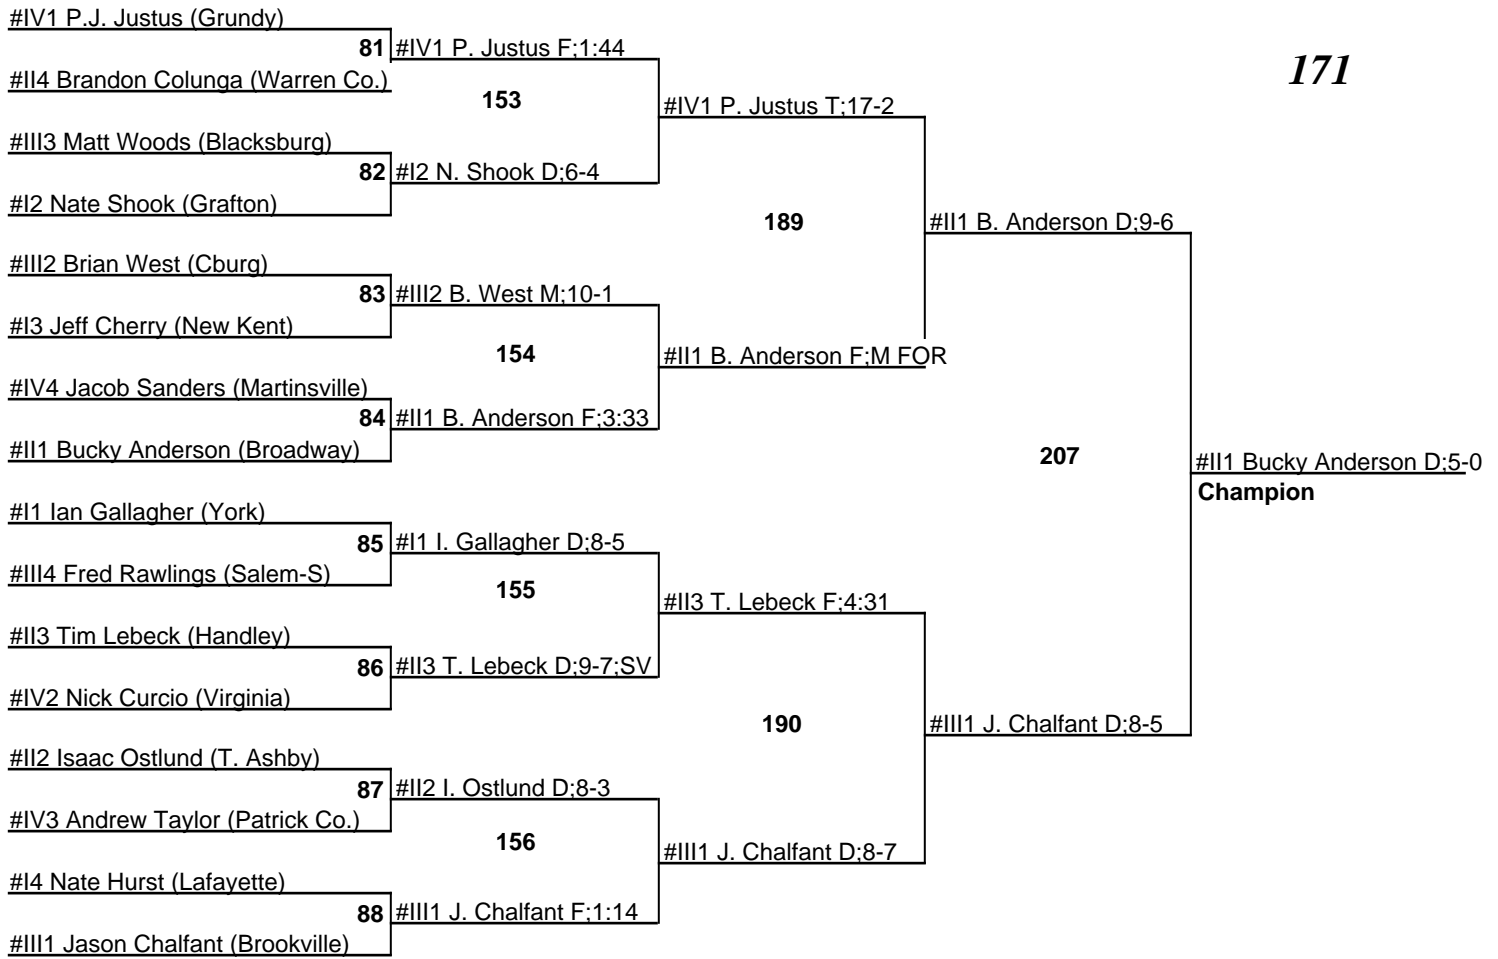 #IV1 P.J. Justus (Grundy)
81 #IV1 P. Justus F;1:44
171
#II4 Brandon Colunga (Warren Co.)
153
#IV1 P. Justus T;17-2
#III3 Matt Woods (Blacksburg)
82 #I2 N. Shook D;6-4
#I2 Nate Shook (Grafton)
189
#II1 B. Anderson D;9-6
#III2 Brian West (Cburg)
83 #III2 B. West M;10-1
#I3 Jeff Cherry (New Kent)
154
#II1 B. Anderson F;M FOR
#IV4 Jacob Sanders (Martinsville)
84 #II1 B. Anderson F;3:33
#II1 Bucky Anderson (Broadway)
207
#II1 Bucky Anderson D;5-0
Champion
#I1 Ian Gallagher (York)
85 #I1 I. Gallagher D;8-5
#III4 Fred Rawlings (Salem-S)
155
#II3 T. Lebeck F;4:31
#II3 Tim Lebeck (Handley)
86 #II3 T. Lebeck D;9-7;SV
#IV2 Nick Curcio (Virginia)
190
#III1 J. Chalfant D;8-5
#II2 Isaac Ostlund (T. Ashby)
87 #II2 I. Ostlund D;8-3
#IV3 Andrew Taylor (Patrick Co.)
156
#III1 J. Chalfant D;8-7
#I4 Nate Hurst (Lafayette)
88 #III1 J. Chalfant F;1:14
#III1 Jason Chalfant (Brookville)